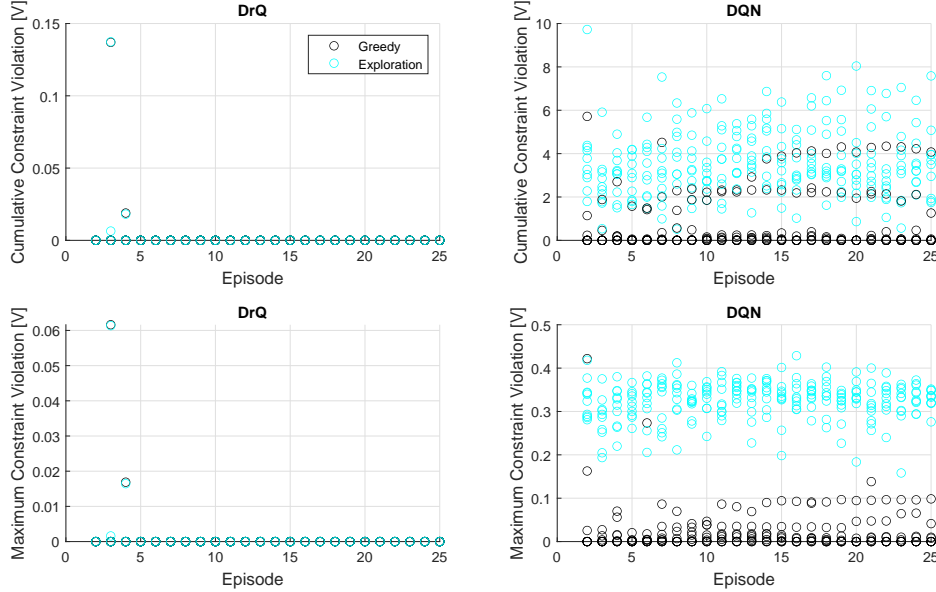 DrQ
Cumulative Constraint Violation [V]
0.15
0.1
0.05
0
0 5 10 15 20 25
Episode
Greedy
Exploration
DQN
Cumulative Constraint Violation [V]
10
8
6
4
2
0
0 5 10 15 20 25
Episode
DrQ
Maximum Constraint Violation [V]
0.06
0.05
0.04
0.03
0.02
0.01
0
0 5 10 15 20 25
Episode
DQN
Maximum Constraint Violation [V]
0.5
0.4
0.3
0.2
0.1
0
0 5 10 15 20 25
Episode